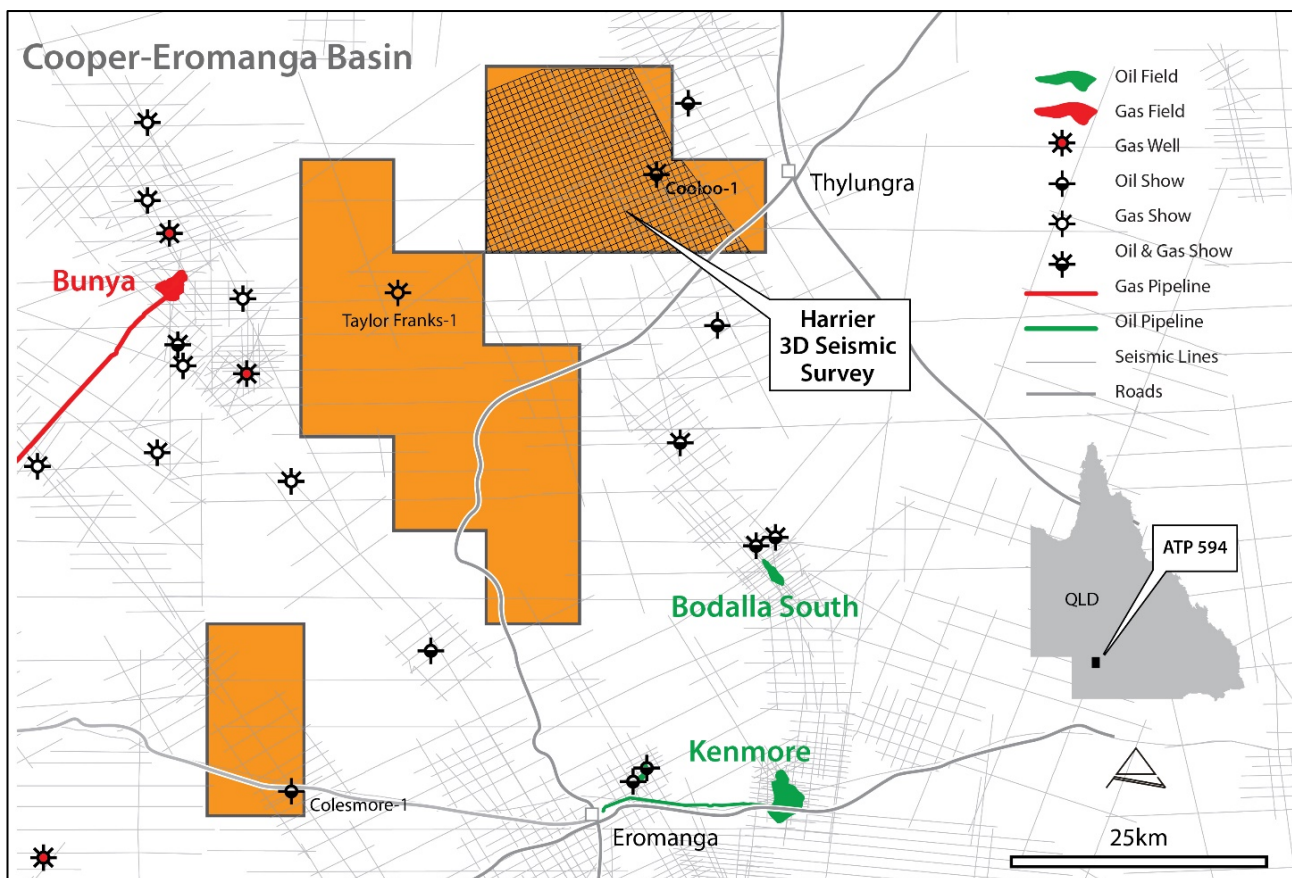 Cooper-Eromanga Basin
Oil Field
Gas Field
Gas Well
Oil Show
Gas Show
Oil & Gas Show
Gas Pipeline
Oil Pipeline
Seismic Lines
Roads
Cooloo-1
Thylungra
Bunya
Taylor Franks-1
Harrier
3D Seismic
Survey
ATP 594
QLD
Bodalla South
Kenmore
Colesmore-1
Eromanga
25km